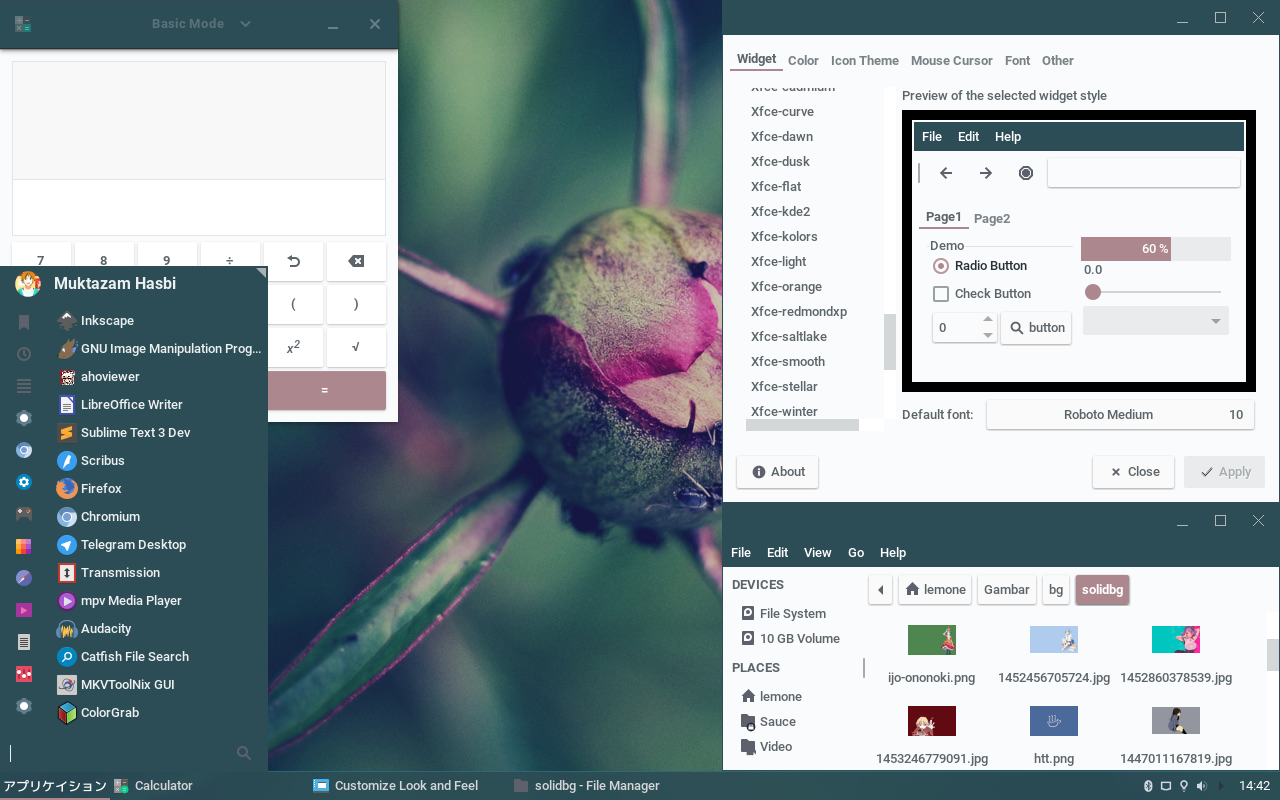 Basic Mode
7 8 9 ÷
( )
x² √
=
Muktazam Hasbi
Inkscape
GNU Image Manipulation Prog...
ahoviewer
LibreOffice Writer
Sublime Text 3 Dev
Scribus
Firefox
Chromium
Telegram Desktop
Transmission
mpv Media Player
Audacity
Catfish File Search
MKVToolNix GUI
ColorGrab
Widget Color Icon Theme Mouse Cursor Font Other
Xfce-cadmium
Xfce-curve
Xfce-dawn
Xfce-dusk
Xfce-flat
Xfce-kde2
Xfce-kolors
Xfce-light
Xfce-orange
Xfce-redmondxp
Xfce-saltlake
Xfce-smooth
Xfce-stellar
Xfce-winter
Preview of the selected widget style
File Edit Help
Page1 Page2
Demo
Radio Button
Check Button
0 button
60 %
0.0
Default font: Roboto Medium 10
About Close Apply
File Edit View Go Help
DEVICES
File System
10 GB Volume
PLACES
lemone
Sauce
Video
lemone Gambar bg solidbg
ijo-ononoki.png 1452456705724.jpg 1452860378539.jpg
1453246779091.jpg htt.png 1447011167819.jpg
アプリケイション Calculator Customize Look and Feel solidbg - File Manager 14:42